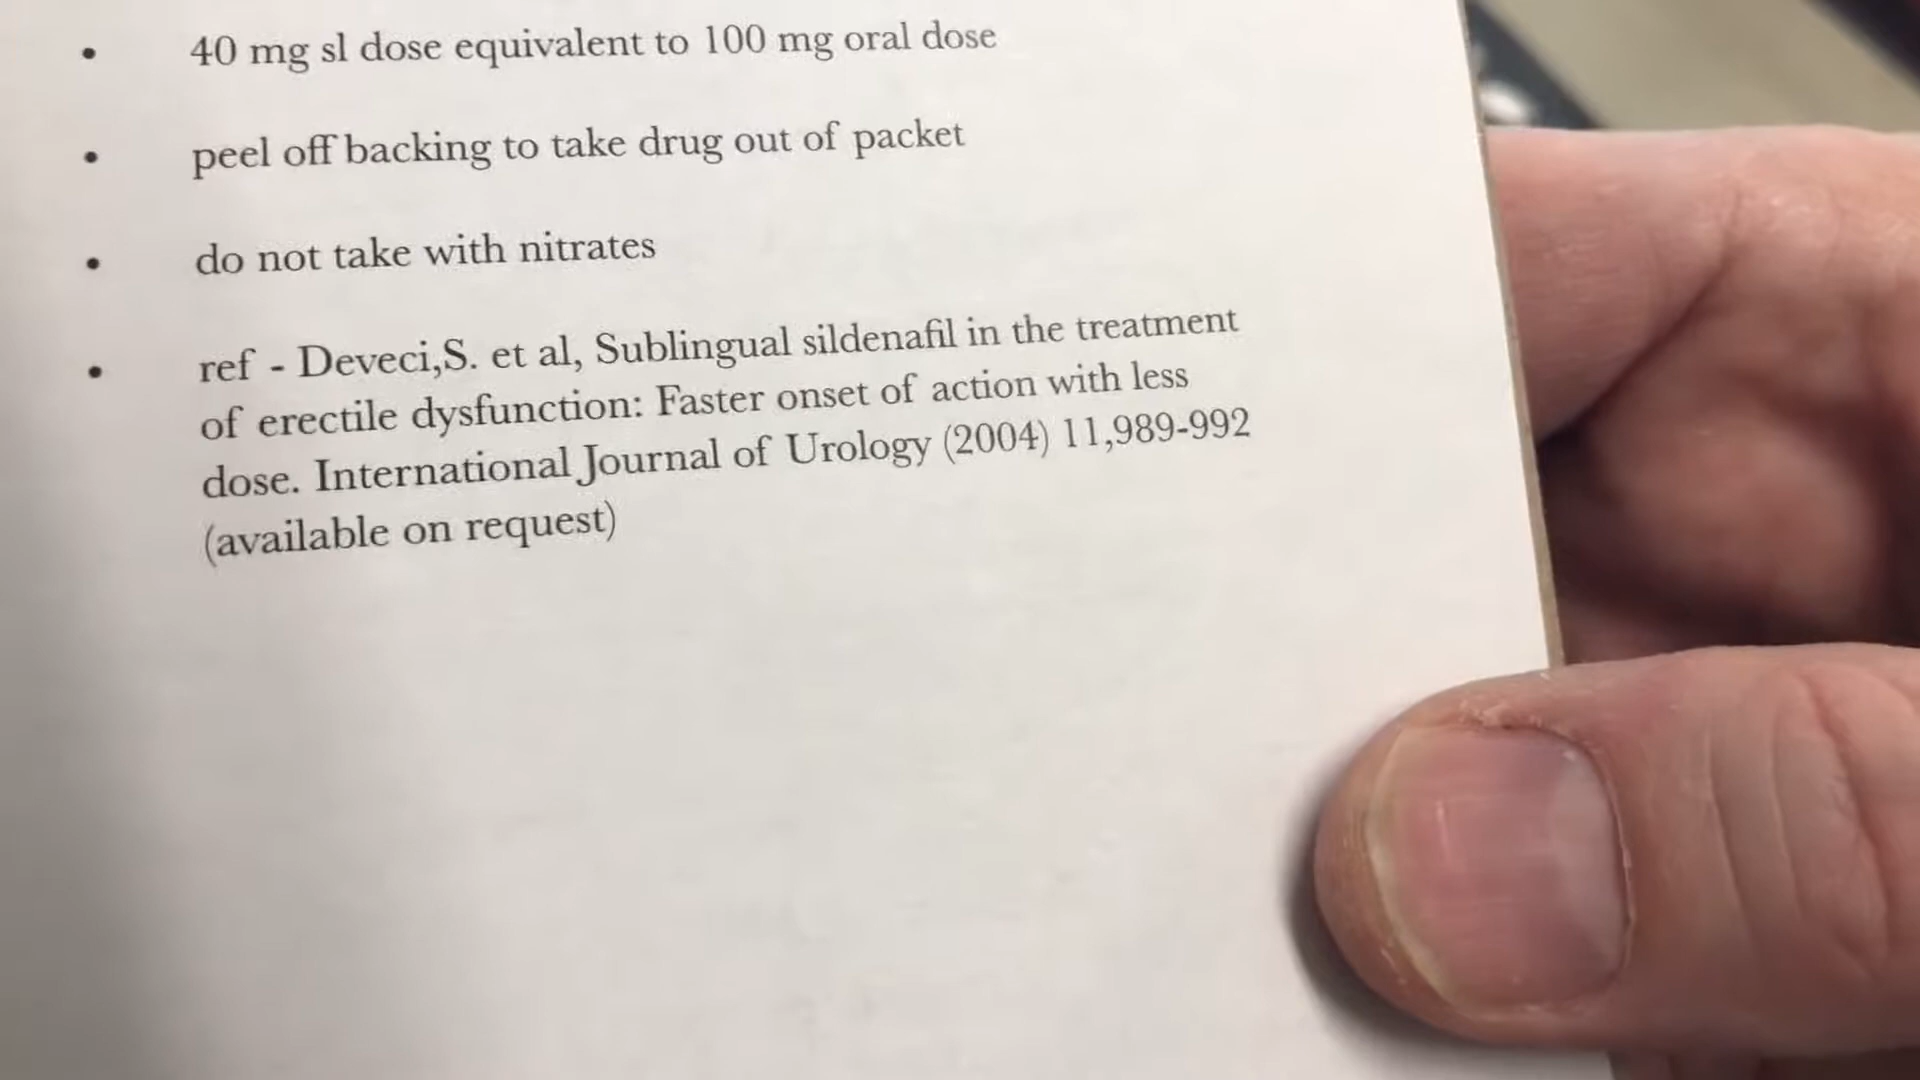 • 40 mg sl dose equivalent to 100 mg oral dose
• peel off backing to take drug out of packet
• do not take with nitrates
• ref - Deveci,S. et al, Sublingual sildenafil in the treatment
of erectile dysfunction: Faster onset of action with less
dose. International Journal of Urology (2004) 11,989-992
(available on request)